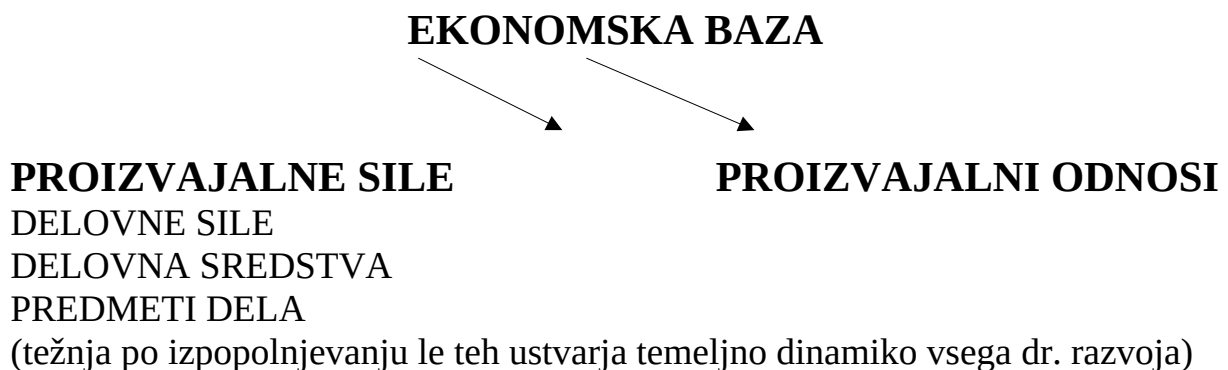 EKONOMSKA BAZA
PROIZVAJALNE SILE PROIZVAJALNI ODNOSI
DELOVNE SILE
DELOVNA SREDSTVA
PREDMETI DELA
(težnja po izpopolnjevanju le teh ustvarja temeljno dinamiko vsega dr. razvoja)